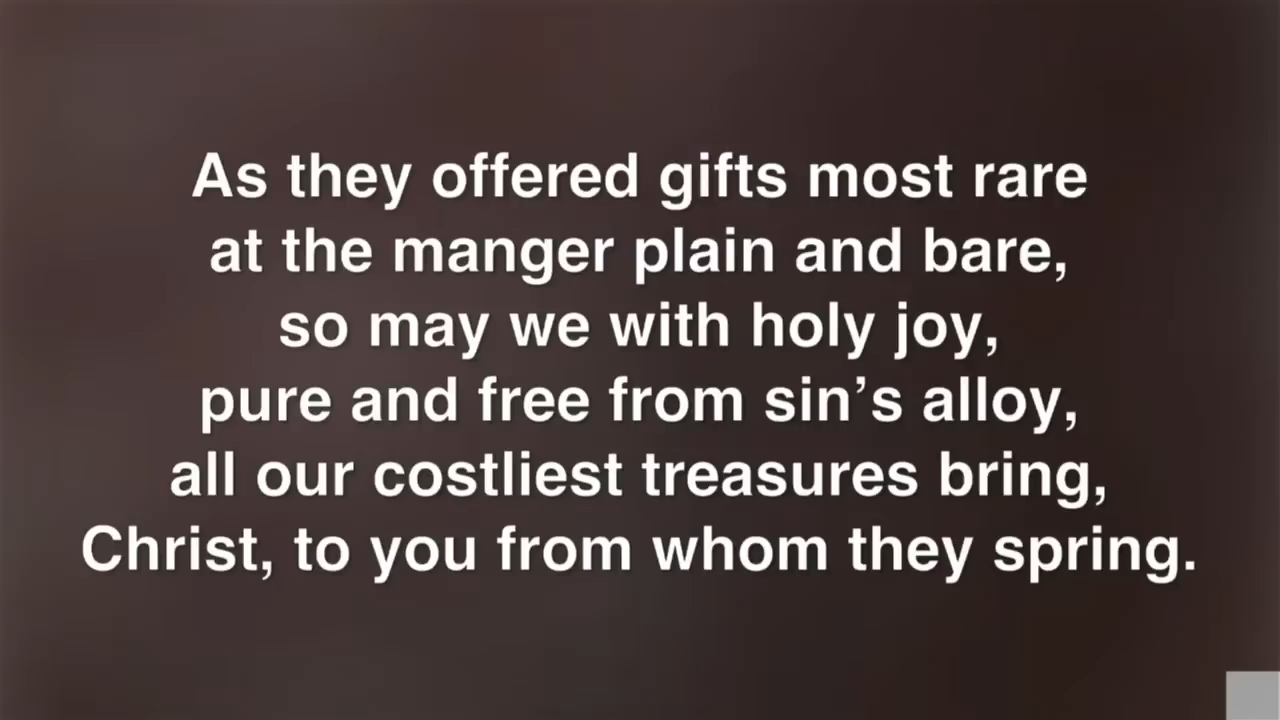 As they offered gifts most rare
at the manger plain and bare,
so may we with holy joy,
pure and free from sin’s alloy,
all our costliest treasures bring,
Christ, to you from whom they spring.